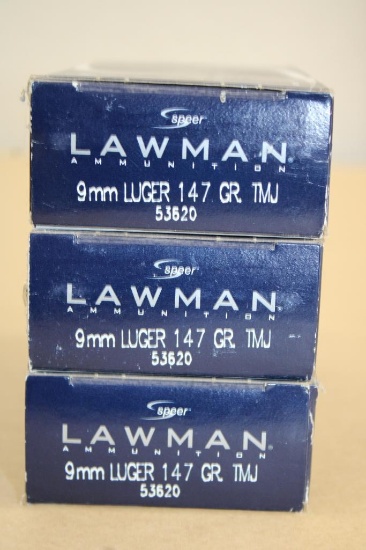 speer
LAWMAN®
AMMUNITION
9mm LUGER 147 GR. TMJ
53620
speer
LAWMAN®
AMMUNITION
9mm LUGER 147 GR. TMJ
53620
speer
LAWMAN®
AMMUNITION
9mm LUGER 147 GR. TMJ
53620